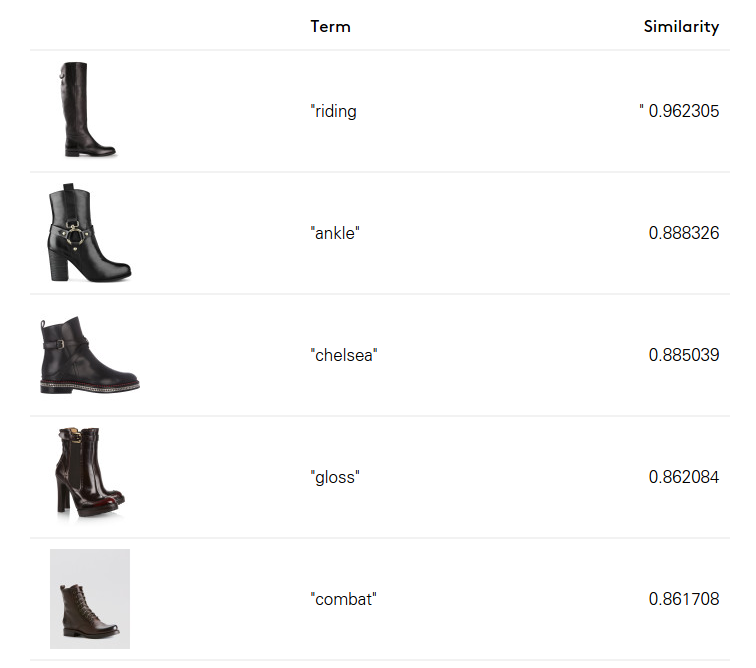 Term Similarity
"riding " 0.962305
"ankle" 0.888326
"chelsea" 0.885039
"gloss" 0.862084
"combat" 0.861708